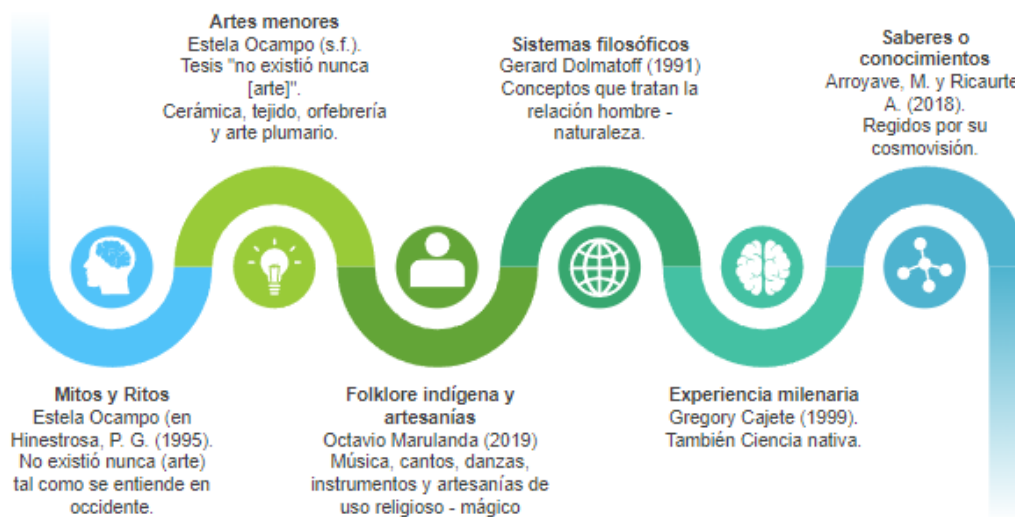 Artes menores
Estela Ocampo (s.f.).
Tesis "no existió nunca
[arte]".
Cerámica, tejido, orfebrería
y arte plumario.
Sistemas filosóficos
Gerard Dolmatoff (1991)
Conceptos que tratan la
relación hombre -
naturaleza.
Saberes o
conocimientos
Arroyave, M. y Ricaurte
A. (2018).
Regidos por su
cosmovisión.
Mitos y Ritos
Estela Ocampo (en
Hinestrosa, P. G. (1995).
No existió nunca (arte)
tal como se entiende en
occidente.
Folklore indígena y
artesanías
Octavio Marulanda (2019)
Música, cantos, danzas,
instrumentos y artesanías de
uso religioso - mágico
Experiencia milenaria
Gregory Cajete (1999).
También Ciencia nativa.